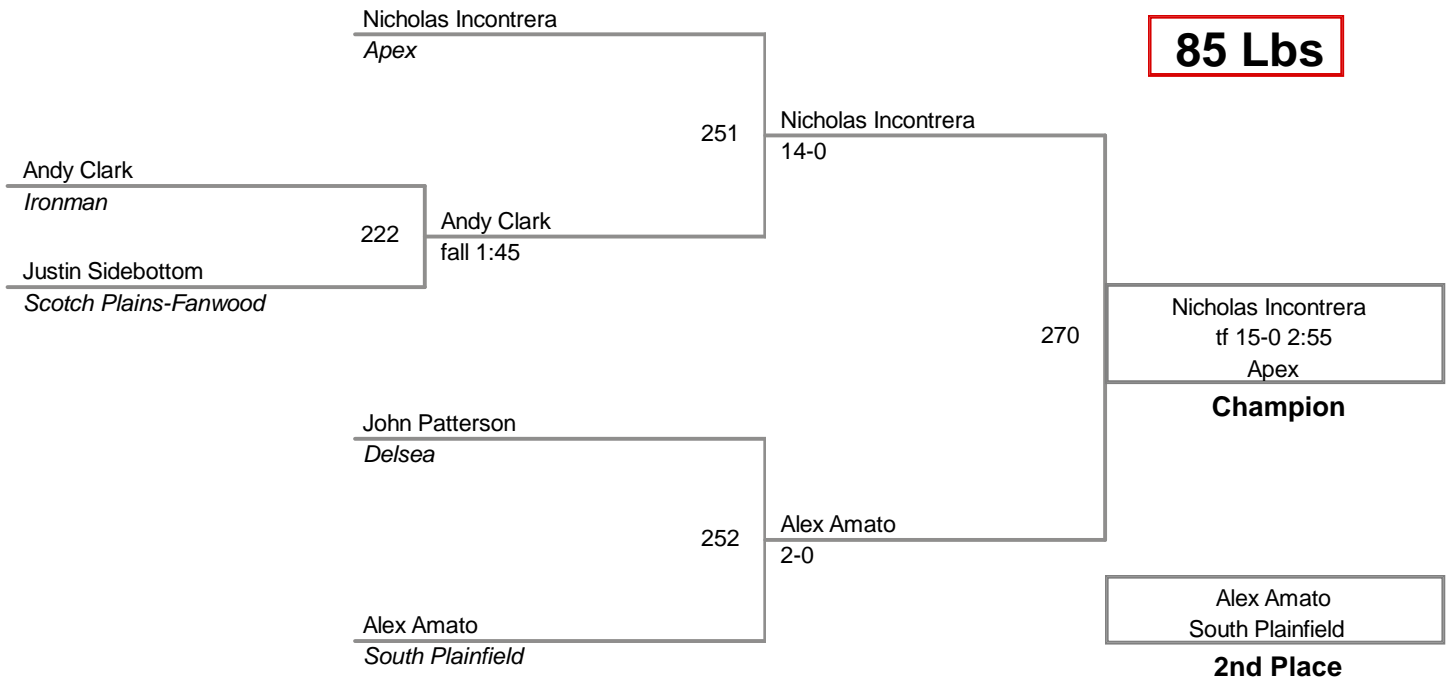 Nicholas Incontrera
Apex
85 Lbs
251
Nicholas Incontrera
14-0
Andy Clark
Ironman
222
Andy Clark
fall 1:45
Justin Sidebottom
Scotch Plains-Fanwood
270
Nicholas Incontrera
tf 15-0 2:55
Apex
Champion
John Patterson
Delsea
252
Alex Amato
2-0
Alex Amato
South Plainfield
Alex Amato
South Plainfield
2nd Place